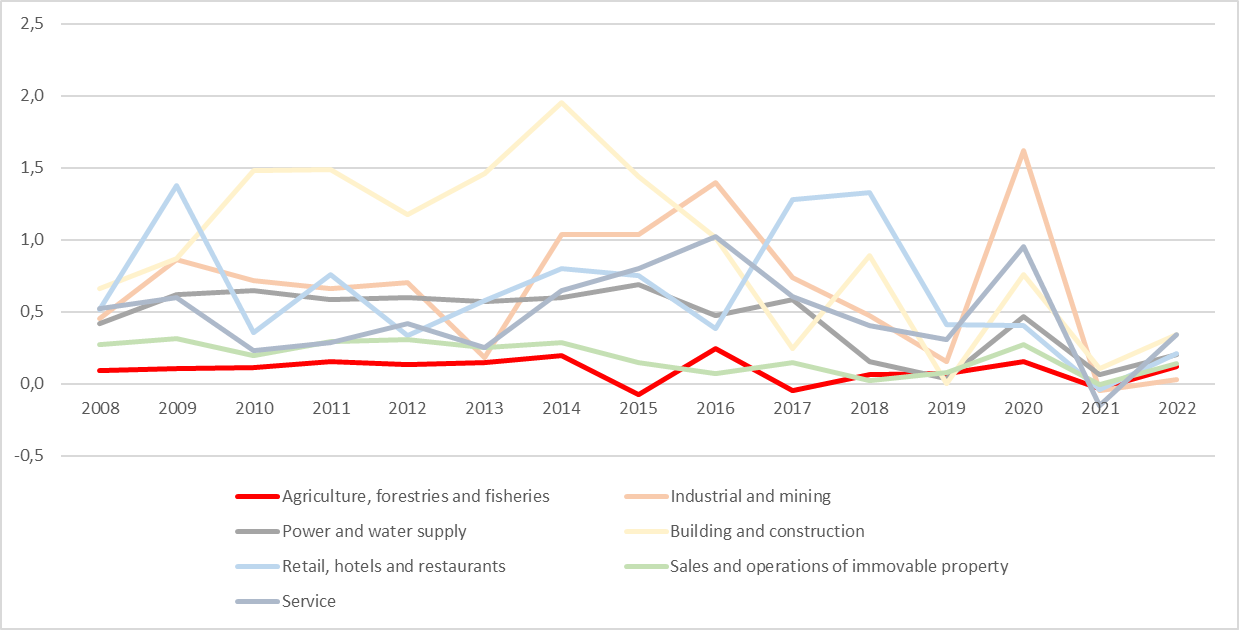 2,5
2,0
1,5
1,0
0,5
0,0
2008 2009 2010 2011 2012 2013 2014 2015 2016 2017 2018 2019 2020 2021 2022
-0,5
Agriculture, forestries and fisheries Industrial and mining
Power and water supply Building and construction
Retail, hotels and restaurants Sales and operations of immovable property
Service